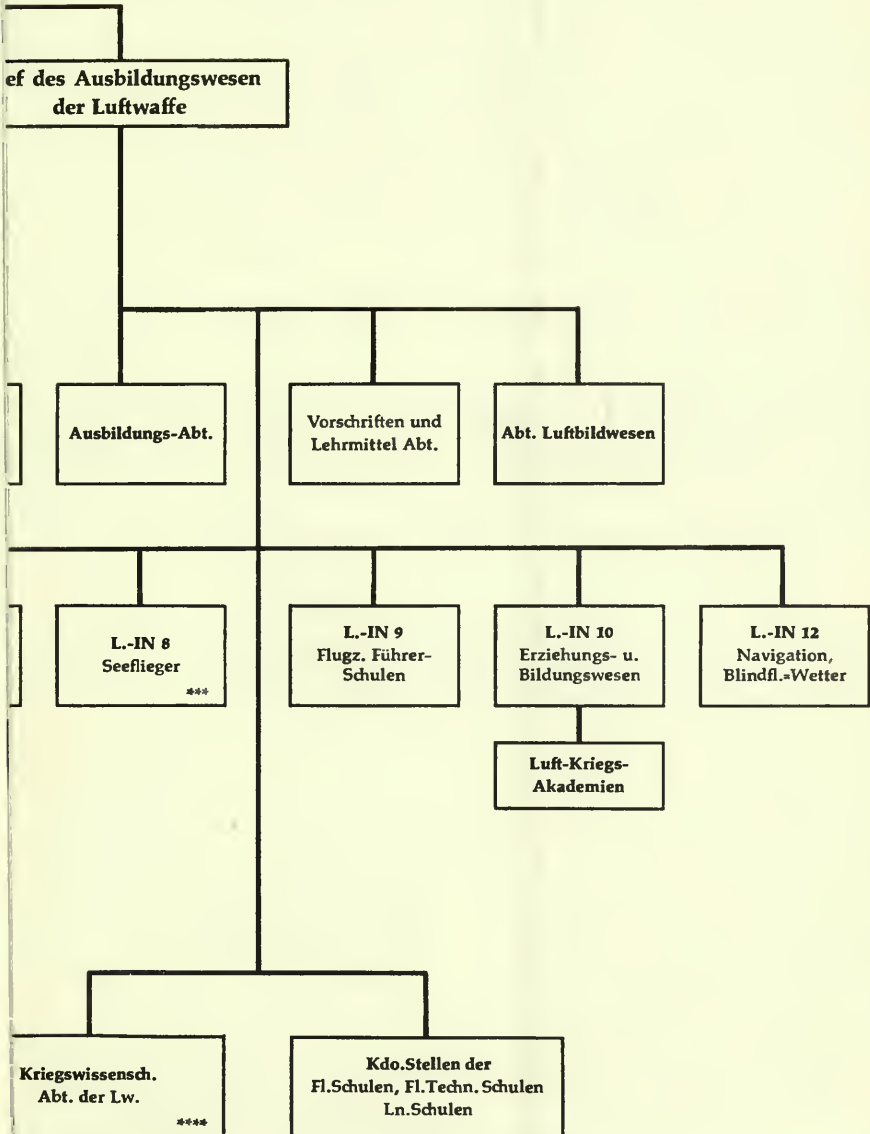 ef des Ausbildungswesen
der Luftwaffe
Ausbildungs-Abt.
Vorschriften und
Lehrmittel Abt.
Abt. Luftbildwesen
L.-IN 8
Seeflieger
***
L.-IN 9
Flugz. Führer-
Schulen
L.-IN 10
Erziehungs- u.
Bildungswesen
L.-IN 12
Navigation,
Blindfl.=Wetter
Luft-Kriegs-
Akademien
Kriegswissensch.
Abt. der Lw.
****
Kdo.Stellen der
Fl.Schulen, Fl.Techn. Schulen
Ln.Schulen